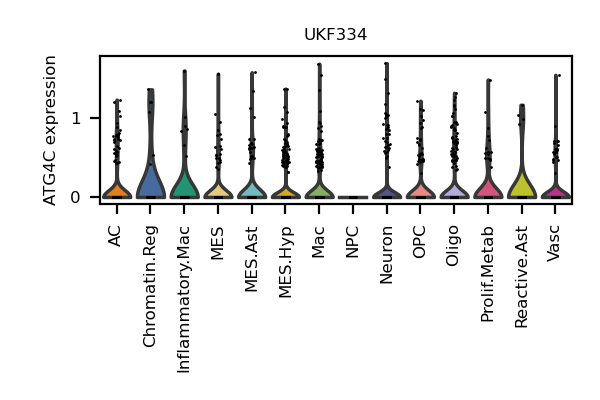 UKF334
ATG4C expression
1
0
AC
Chromatin.Reg
Inflammatory.Mac
MES
MES.Ast
MES.Hyp
Mac
NPC
Neuron
OPC
Oligo
Prolif.Metab
Reactive.Ast
Vasc